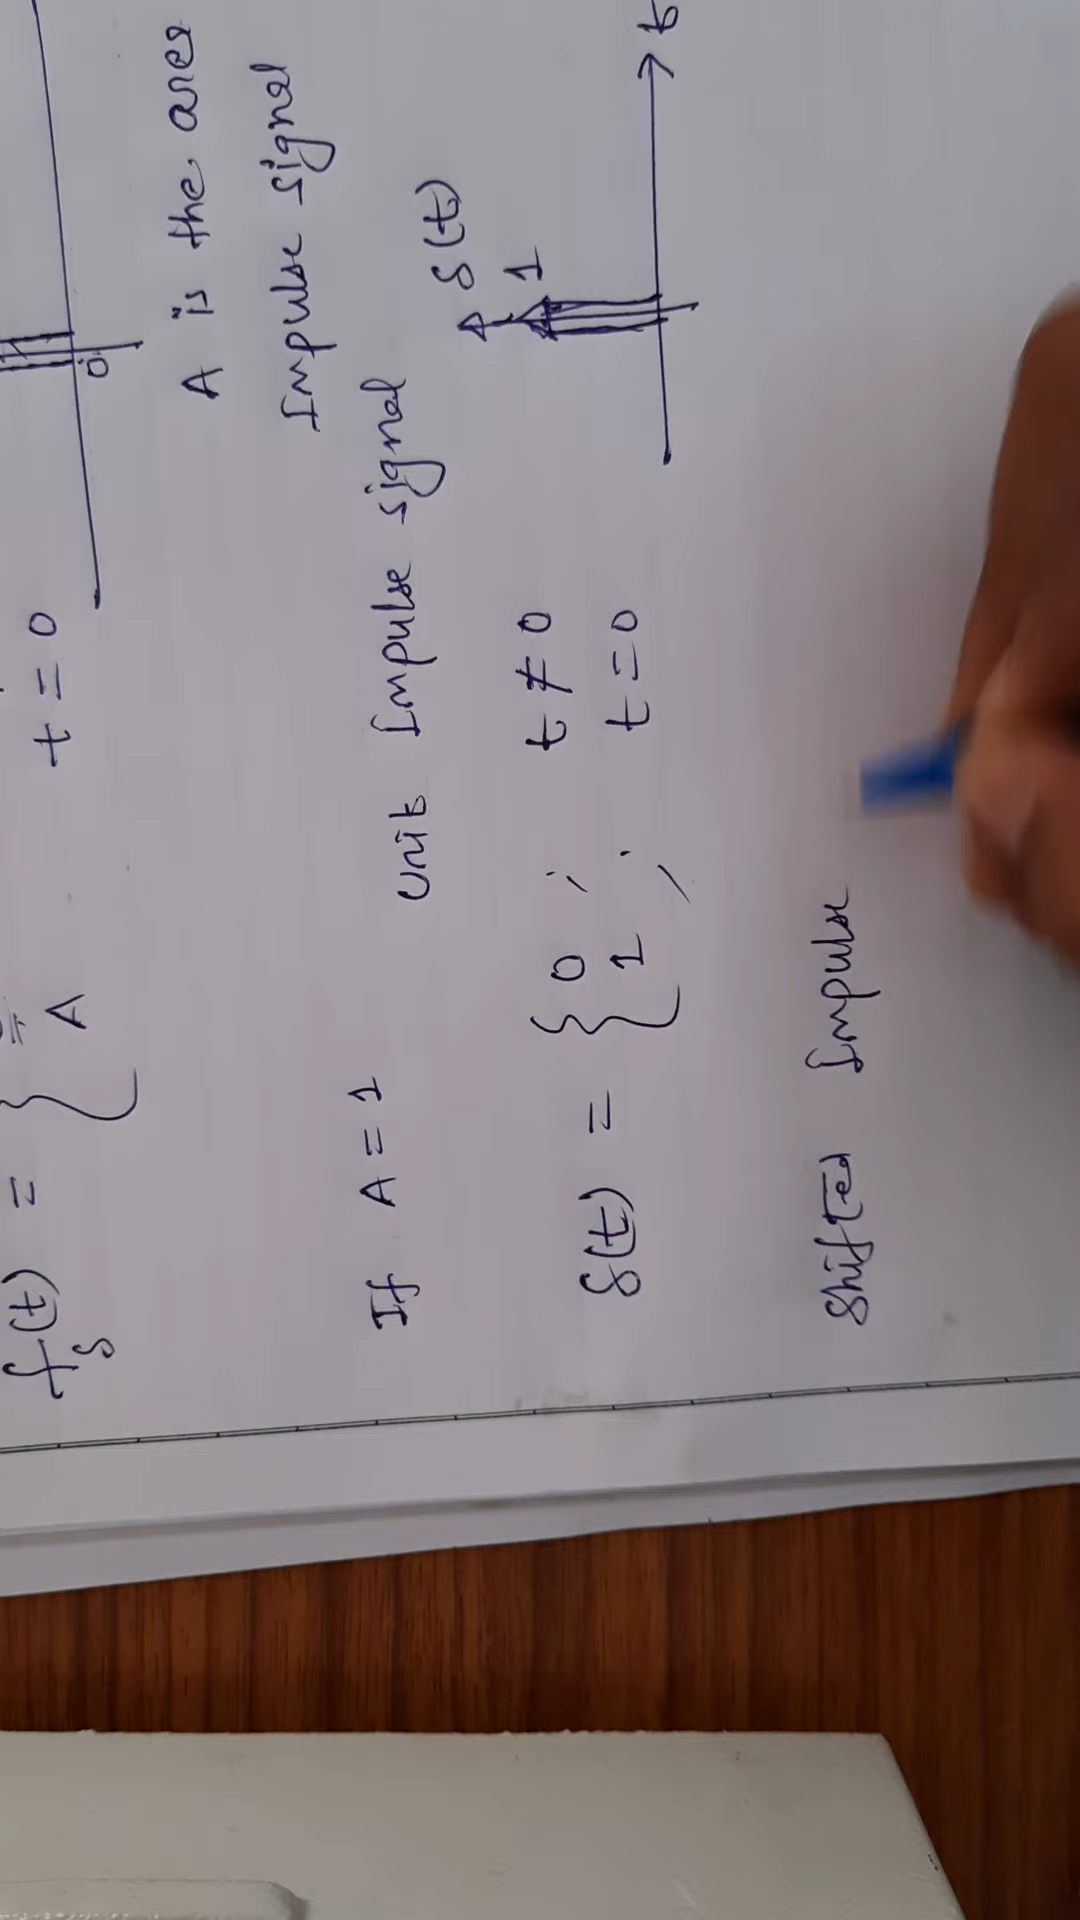 f_δ(t) = { A t = 0
0
A is the area
Impulse signal
If A = 1 unit Impulse signal
δ(t)
1
δ(t) = { 0 ; t ≠ 0
1 ; t = 0
t
Shifted Impulse